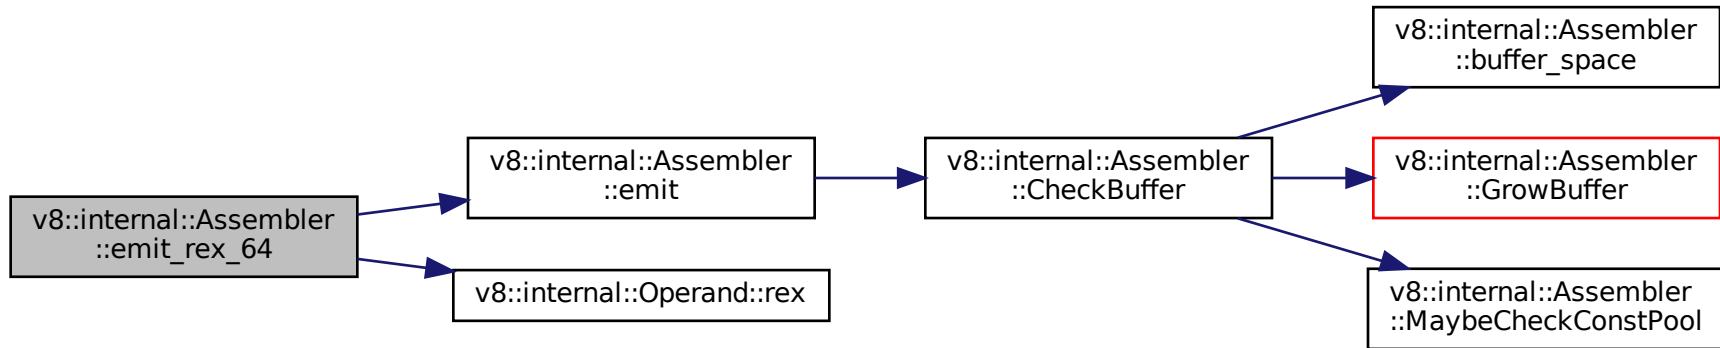 v8::internal::Assembler
::emit_rex_64
v8::internal::Assembler
::emit
v8::internal::Operand::rex
v8::internal::Assembler
::CheckBuffer
v8::internal::Assembler
::buffer_space
v8::internal::Assembler
::GrowBuffer
v8::internal::Assembler
::MaybeCheckConstPool